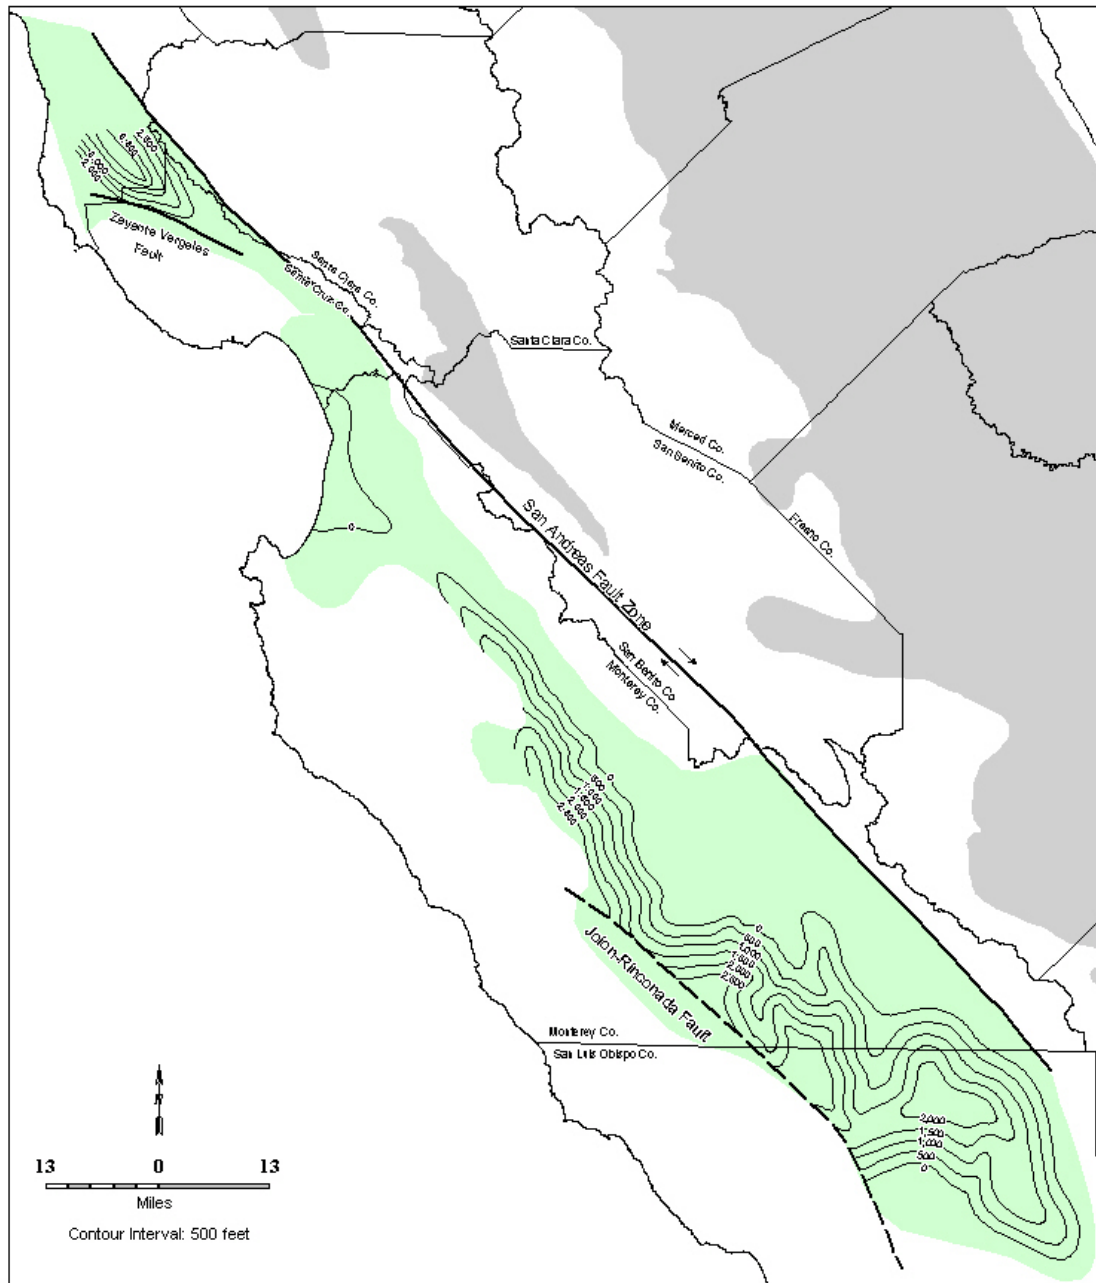 2,500
2,000
Zayante Vergeles
Fault
Santa Clara Co.
Santa Cruz Co.
Santa Clara Co.
Merced Co.
San Benito Co.
Fresno Co.
0
San Andreas Fault Zone
San Benito Co.
Monterey Co.
0
500
1,000
1,500
2,000
2,500
0
500
1,000
1,500
2,000
2,500
Jolon-Rinconada Fault
Monterey Co.
San Luis Obispo Co.
2,000
1,500
1,000
500
0
N
13 0 13
Miles
Contour Interval: 500 feet